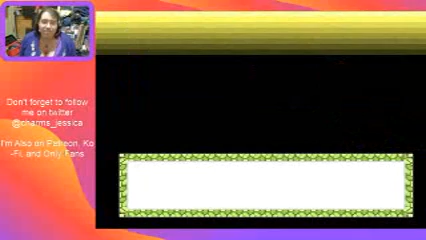 Don't forget to follow
me on twitter
@charms_jessica
I'm Also on Patreon, Ko
-Fi, and Only Fans